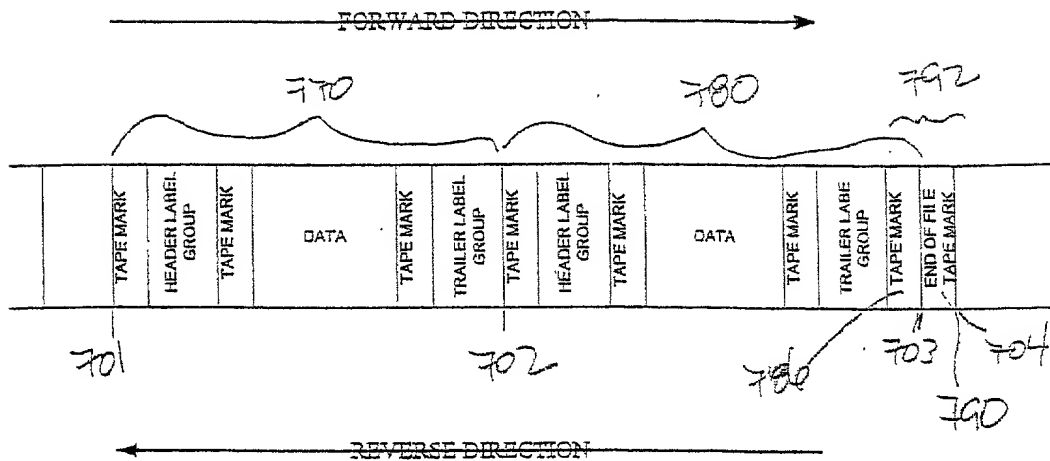 FORWARD DIRECTION
770
780
792
TAPE MARK
HEADER LABEL
GROUP
TAPE MARK
DATA
TAPE MARK
TRAILER LABEL
GROUP
TAPE MARK
HEADER LABEL
GROUP
TAPE MARK
DATA
TAPE MARK
TRAILER LABE
GROUP
TAPE MARK
END OF FILE
TAPE MARK
701
702
786
703
704
790
REVERSE DIRECTION